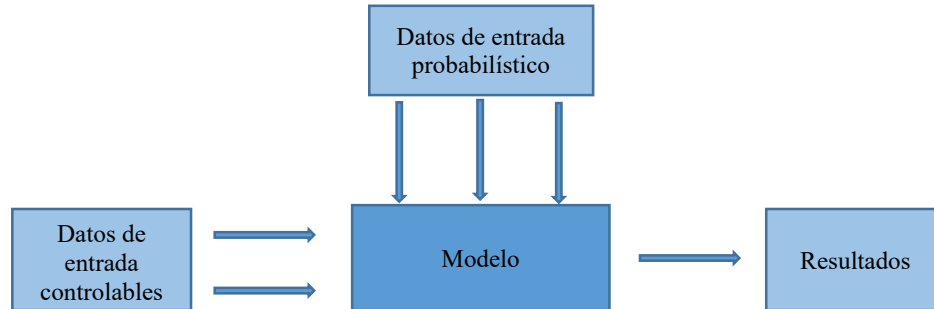 Datos de entrada
probabilístico
Datos de
entrada
controlables
Modelo
Resultados